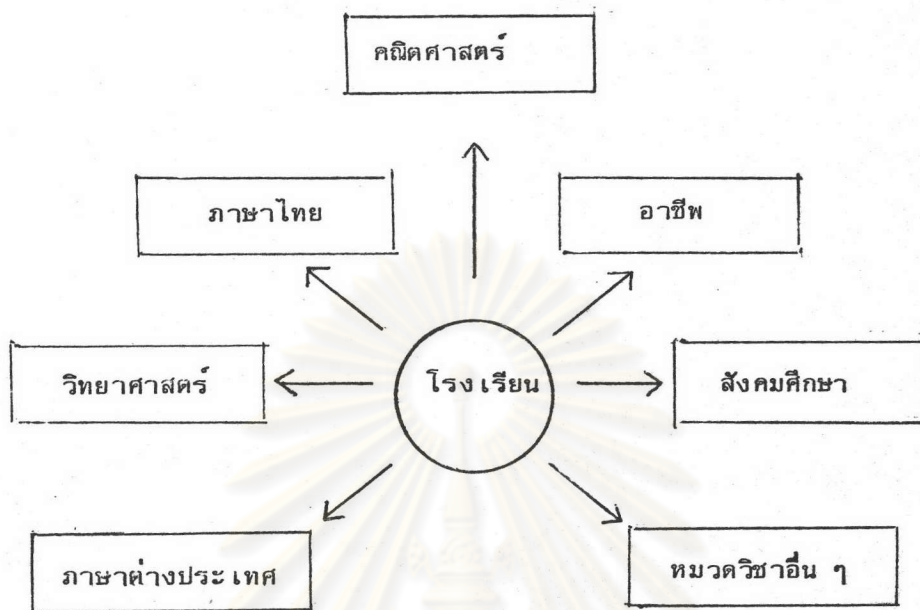 คณิตศาสตร์
ภาษาไทย
อาชีพ
วิทยาศาสตร์
โรงเรียน
สังคมศึกษา
ภาษาต่างประเทศ
หมวดวิชาอื่น ๆ